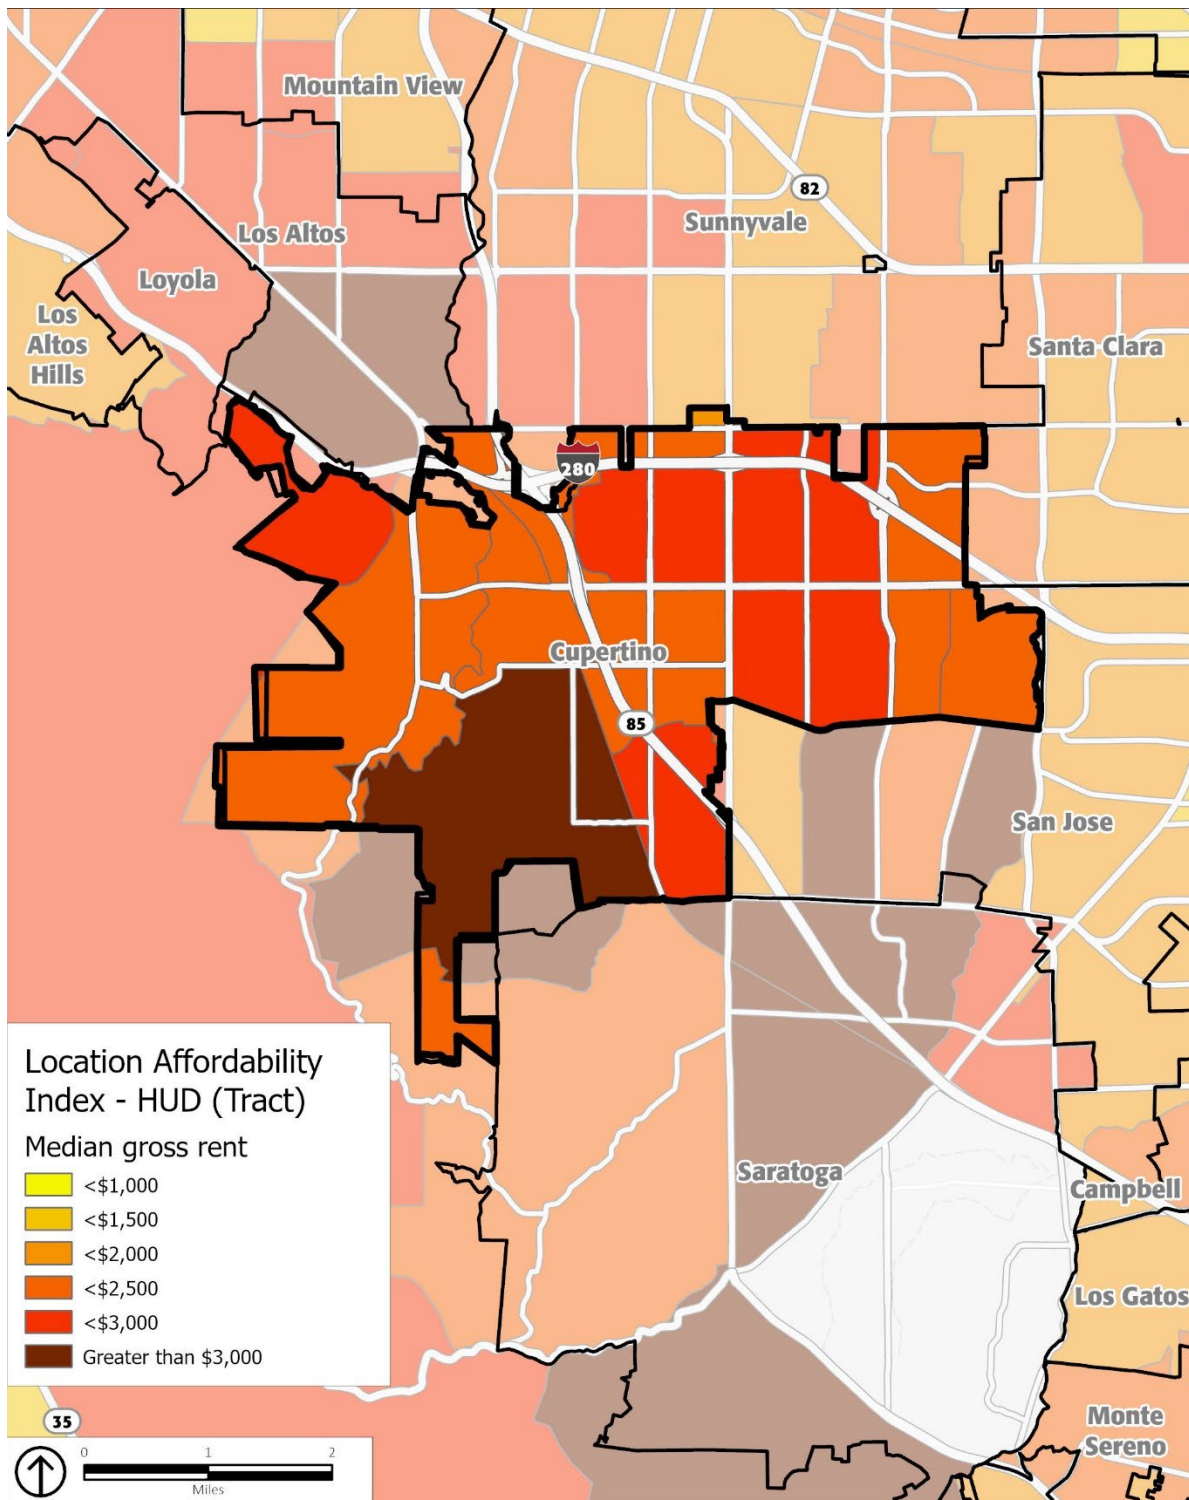 Mountain View
82
Sunnyvale
Los Altos
Loyola
Los
Altos
Hills
Santa Clara
280
Cupertino
85
San Jose
Location Affordability
Index - HUD (Tract)
Median gross rent
<$1,000
<$1,500
<$2,000
<$2,500
<$3,000
Greater than $3,000
Saratoga
Campbell
Los Gatos
Monte
Sereno
35
0 1 2
Miles